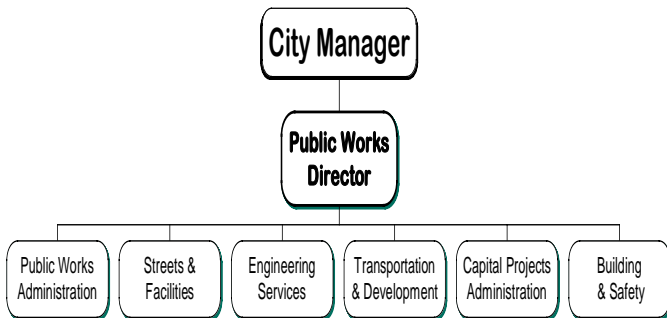 City Manager
Public Works
Director
Public Works
Administration
Streets &
Facilities
Engineering
Services
Transportation
& Development
Capital Projects
Administration
Building
& Safety